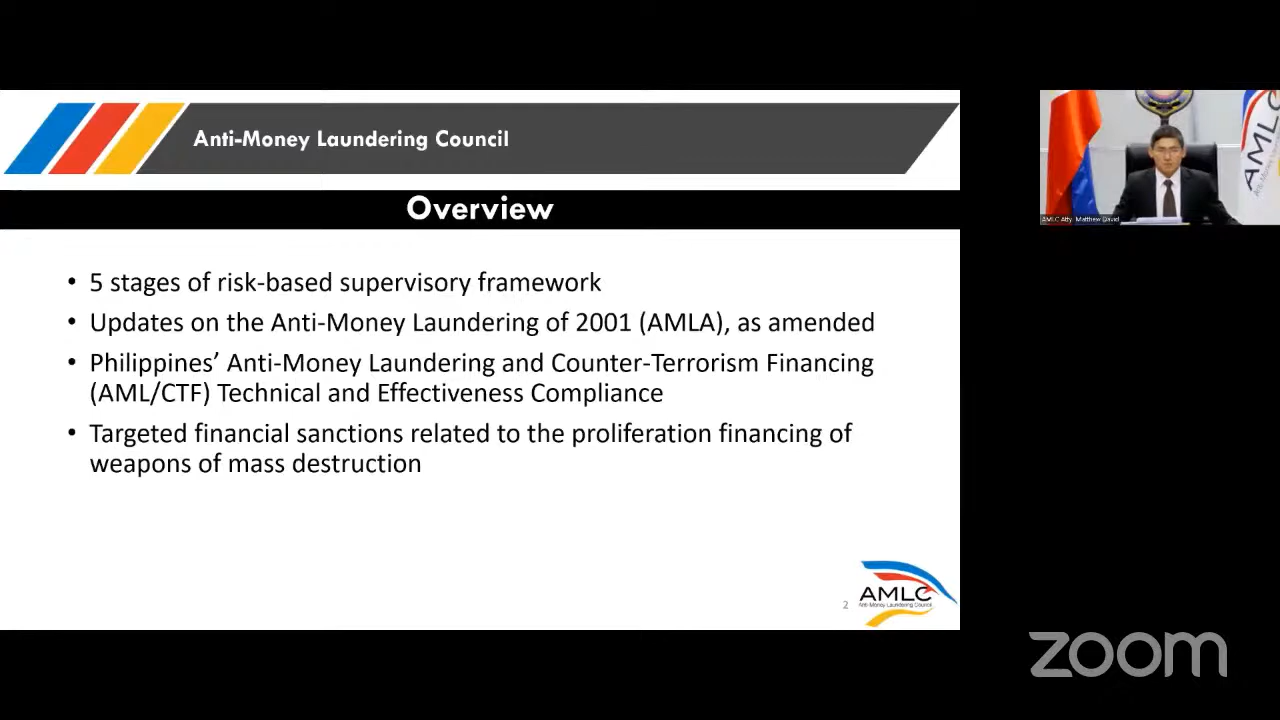 Anti-Money Laundering Council
Overview
• 5 stages of risk-based supervisory framework
• Updates on the Anti-Money Laundering of 2001 (AMLA), as amended
• Philippines’ Anti-Money Laundering and Counter-Terrorism Financing
(AML/CTF) Technical and Effectiveness Compliance
• Targeted financial sanctions related to the proliferation financing of
weapons of mass destruction
2
AMLC
Anti-Money Laundering Council
AMLC
AMLC Atty. Matthew David
zoom